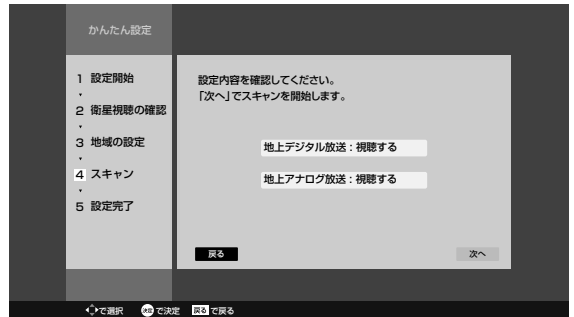 かんたん設定
1 設定開始
2 衛星視聴の確認
3 地域の設定
4 スキャン
5 設定完了
設定内容を確認してください。
「次へ」でスキャンを開始します。
地上デジタル放送：視聴する
地上アナログ放送：視聴する
戻る
次へ
で選択 決定 で決定 戻る で戻る